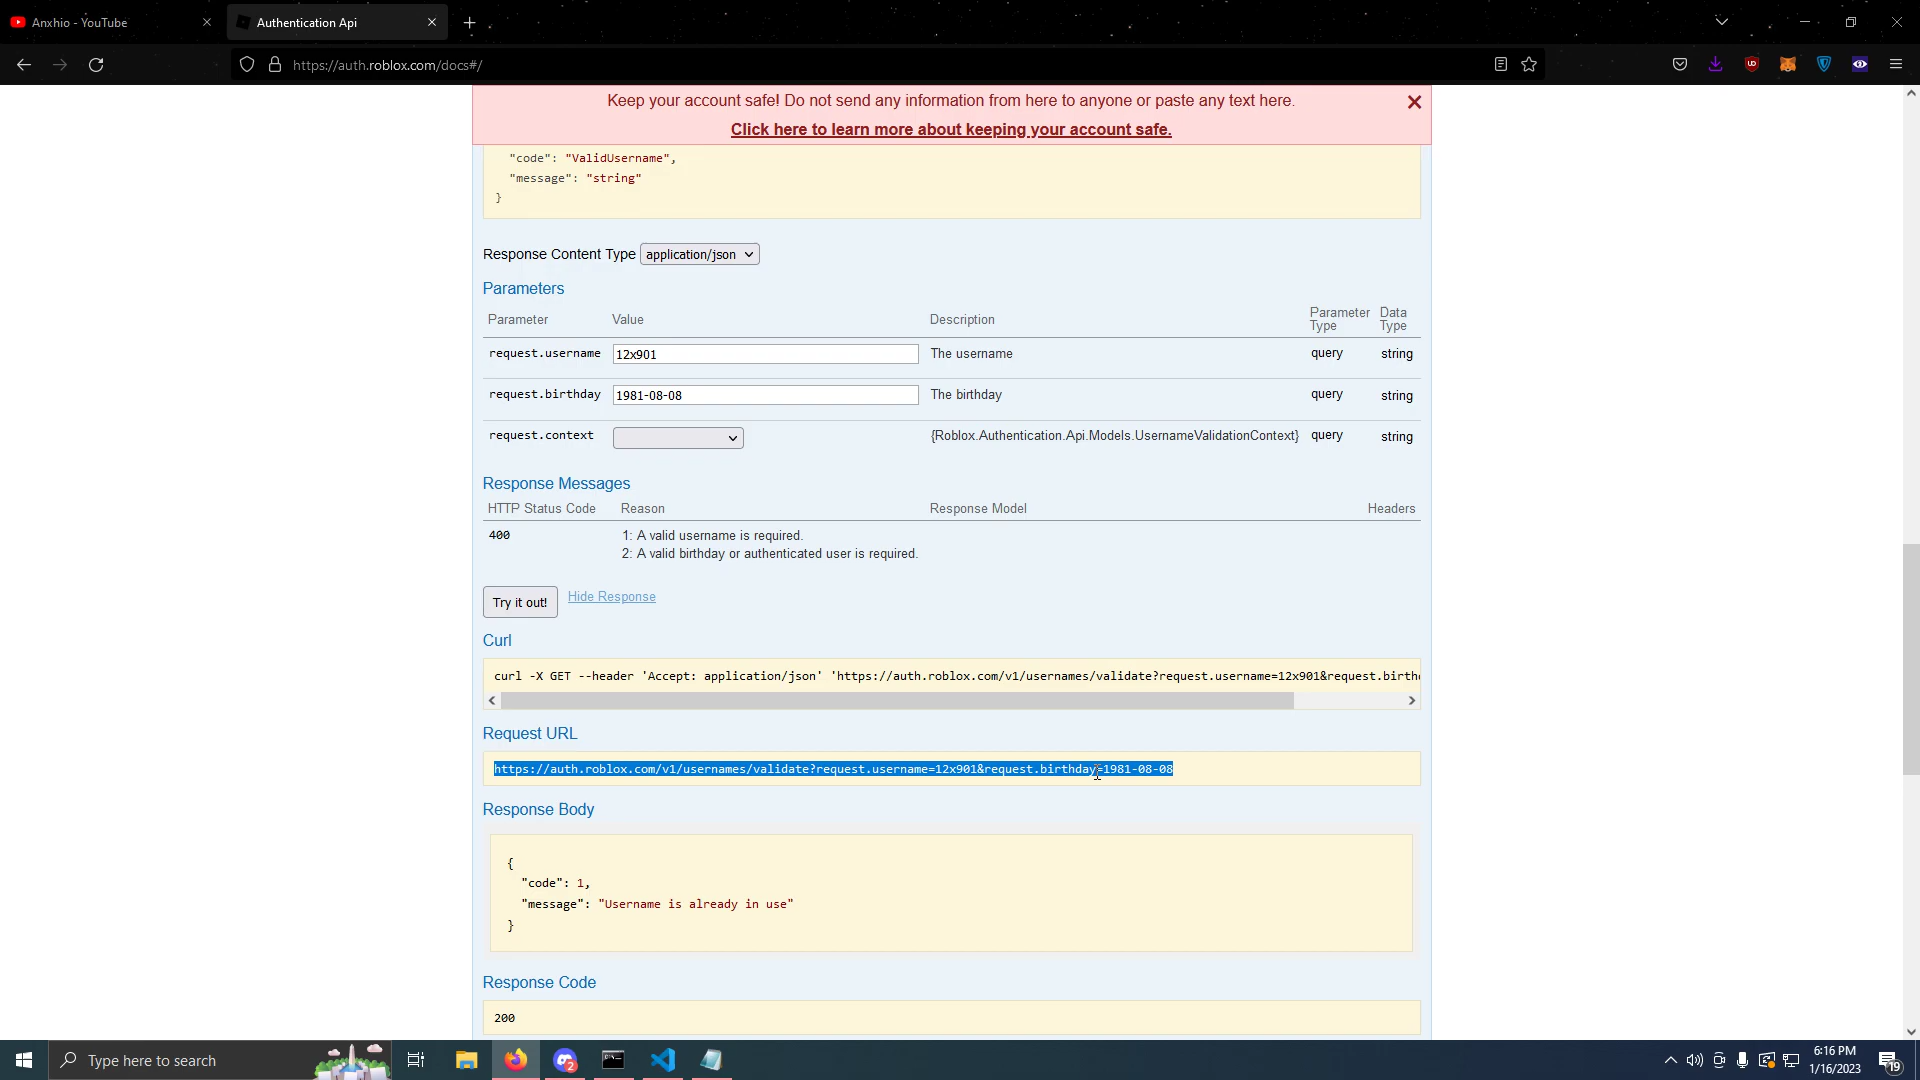 Anxhio - YouTube
Authentication Api
https://auth.roblox.com/docs#/
Keep your account safe! Do not send any information from here to anyone or paste any text here.
Click here to learn more about keeping your account safe.
"code": "ValidUsername",
"message": "string"
}
Response Content Type application/json
Parameters
Parameter Value Description Parameter Type Data Type
request.username 12x901 The username query string
request.birthday 1981-08-08 The birthday query string
request.context {Roblox.Authentication.Api.Models.UsernameValidationContext} query string
Response Messages
HTTP Status Code Reason Response Model Headers
400 1: A valid username is required.
2: A valid birthday or authenticated user is required.
Try it out! Hide Response
Curl
curl -X GET --header 'Accept: application/json' 'https://auth.roblox.com/v1/usernames/validate?request.username=12x901&request.birth
Request URL
https://auth.roblox.com/v1/usernames/validate?request.username=12x901&request.birthday=1981-08-08
Response Body
{
"code": 1,
"message": "Username is already in use"
}
Response Code
200
Type here to search
2
6:16 PM
1/16/2023
19